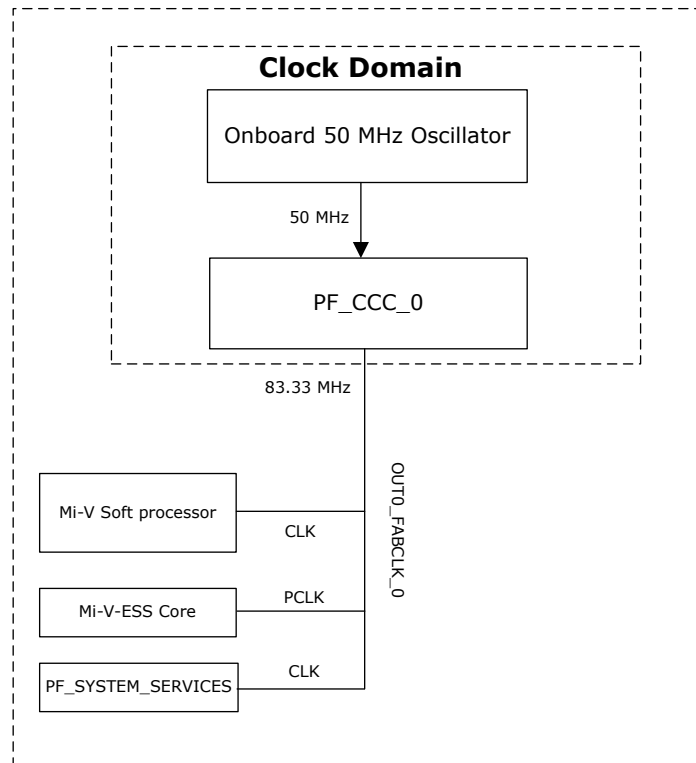 Clock Domain
Onboard 50 MHz Oscillator
50 MHz
PF_CCC_0
83.33 MHz
OUT0_FABCLK_0
Mi-V Soft processor
CLK
Mi-V-ESS Core
PCLK
PF_SYSTEM_SERVICES
CLK